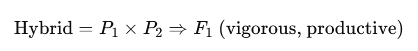 Hybrid = P₁ × P₂ ⇒ F₁ (vigorous, productive)